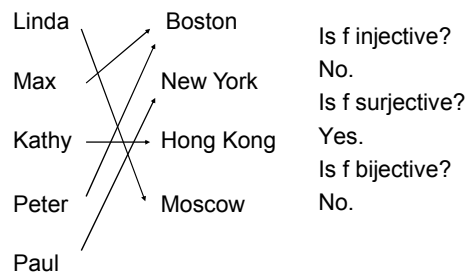 Linda
Max
Kathy
Peter
Paul
Boston
New York
Hong Kong
Moscow
Is f injective?
No.
Is f surjective?
Yes.
Is f bijective?
No.